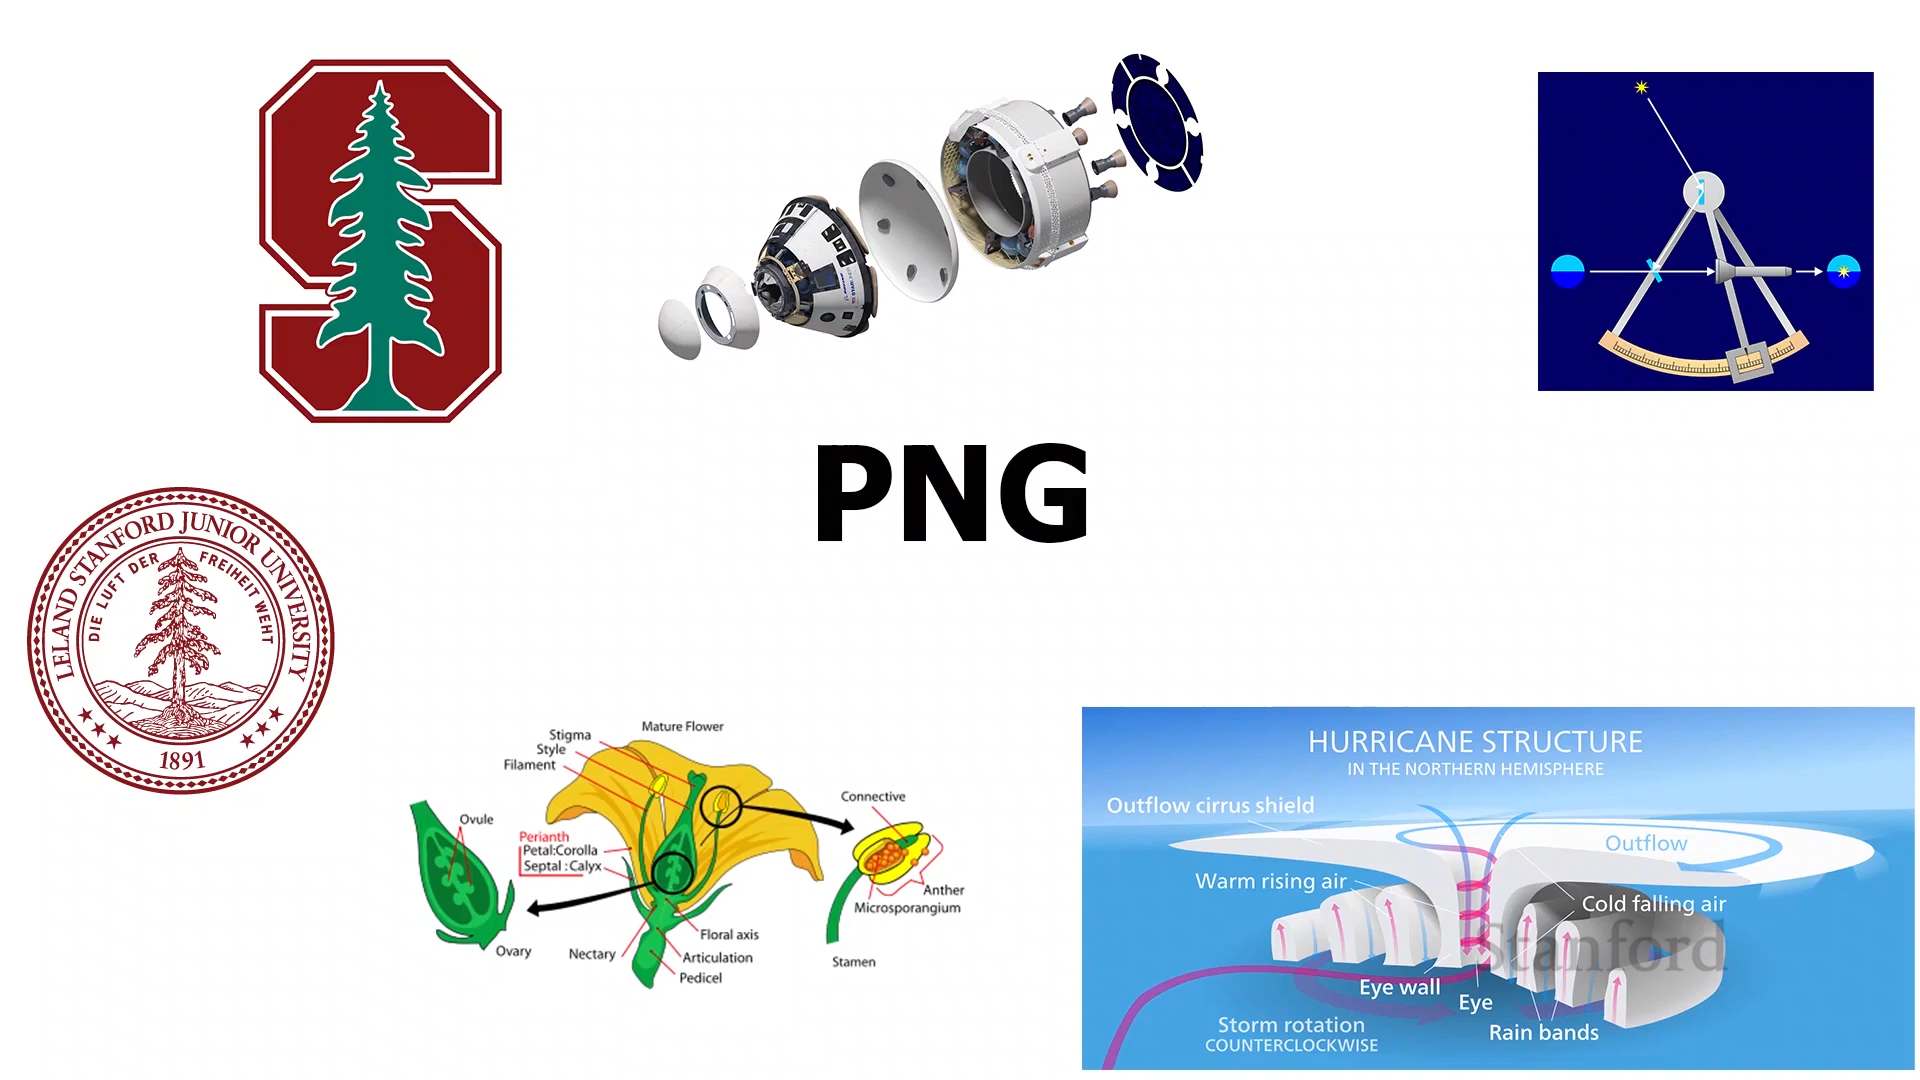 PNG
LELAND STANFORD JUNIOR UNIVERSITY
DIE LUFT DER FREIHEIT WEHT
1891
Mature Flower
Stigma
Style
Filament
Ovule
Perianth
Petal:Corolla
Septal :Calyx
Connective
Anther
Microsporangium
Ovary
Nectary
Floral axis
Articulation
Pedicel
Stamen
HURRICANE STRUCTURE
IN THE NORTHERN HEMISPHERE
Outflow cirrus shield
Outflow
Warm rising air
Cold falling air
Stanford
Eye wall
Eye
Rain bands
Storm rotation
COUNTERCLOCKWISE